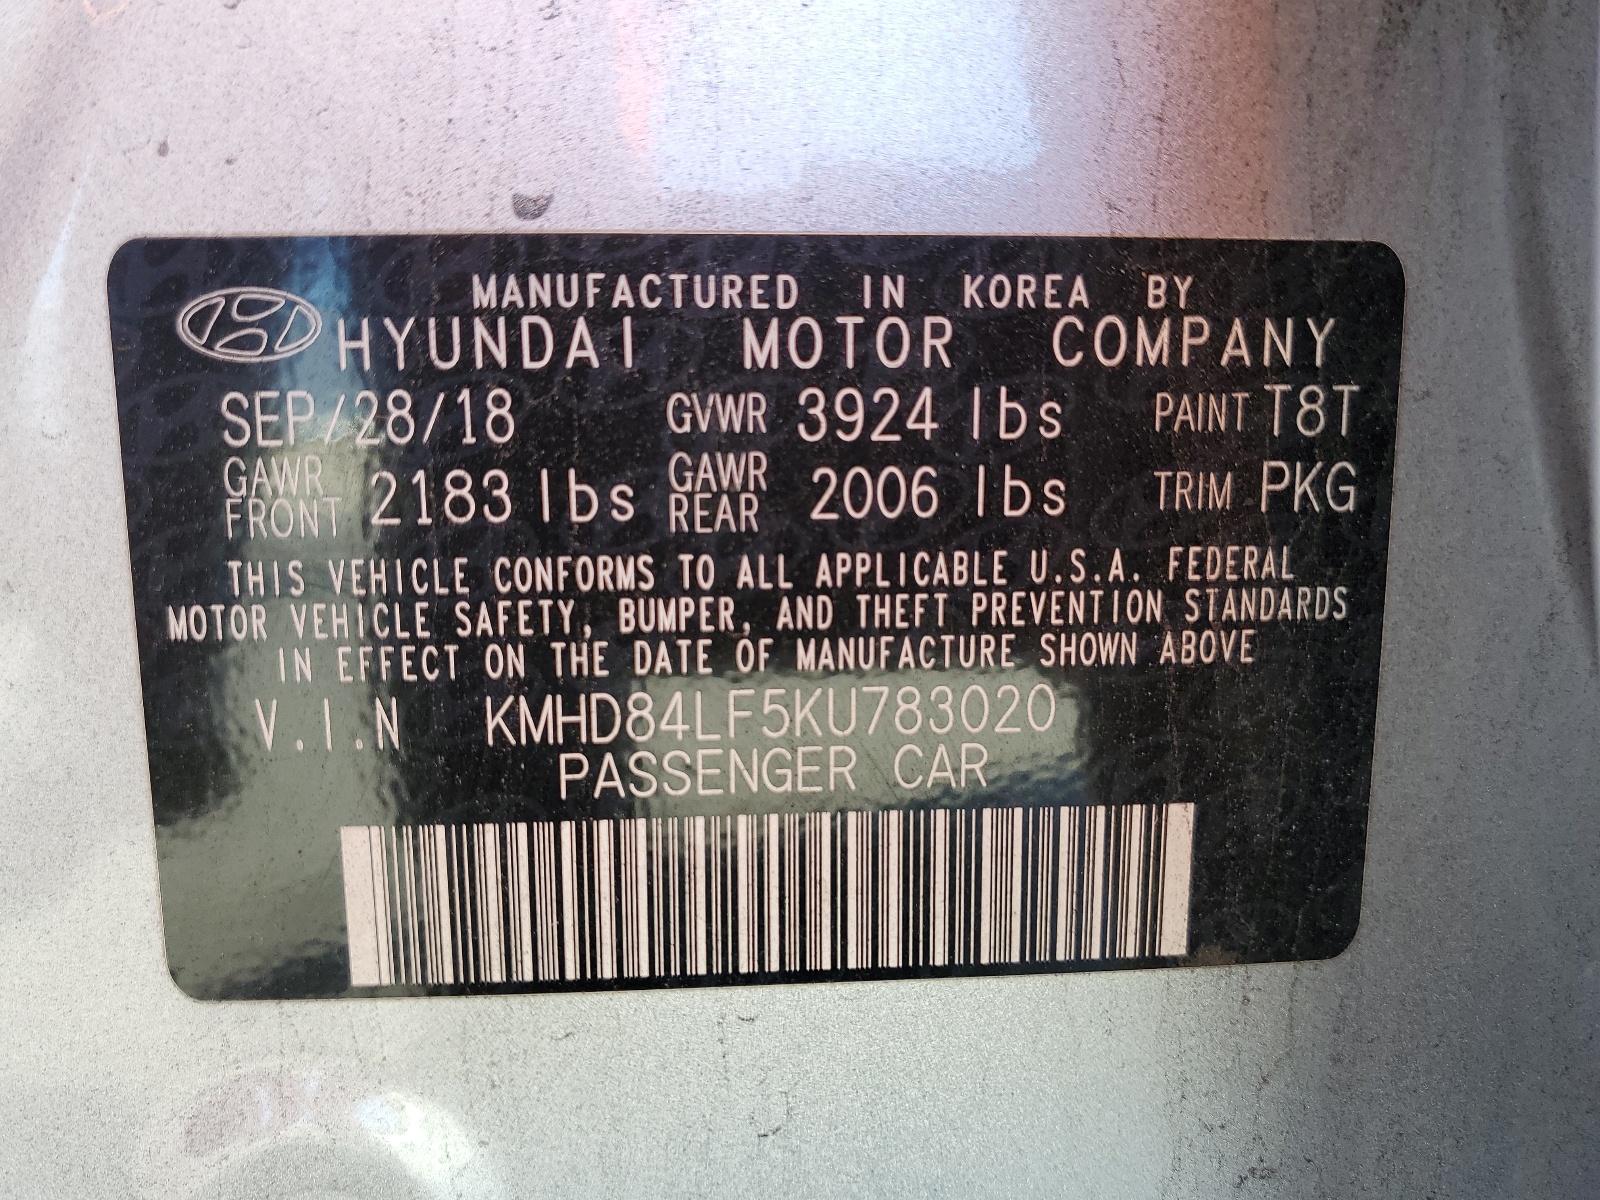 MANUFACTURED IN KOREA BY
HYUNDAI MOTOR COMPANY
SEP/28/18 GVWR 3924 lbs PAINT T8T
GAWR FRONT 2183 lbs GAWR REAR 2006 lbs TRIM PKG
THIS VEHICLE CONFORMS TO ALL APPLICABLE U.S.A. FEDERAL
MOTOR VEHICLE SAFETY, BUMPER, AND THEFT PREVENTION STANDARDS
IN EFFECT ON THE DATE OF MANUFACTURE SHOWN ABOVE
V.I.N KMHD84LF5KU783020
PASSENGER CAR